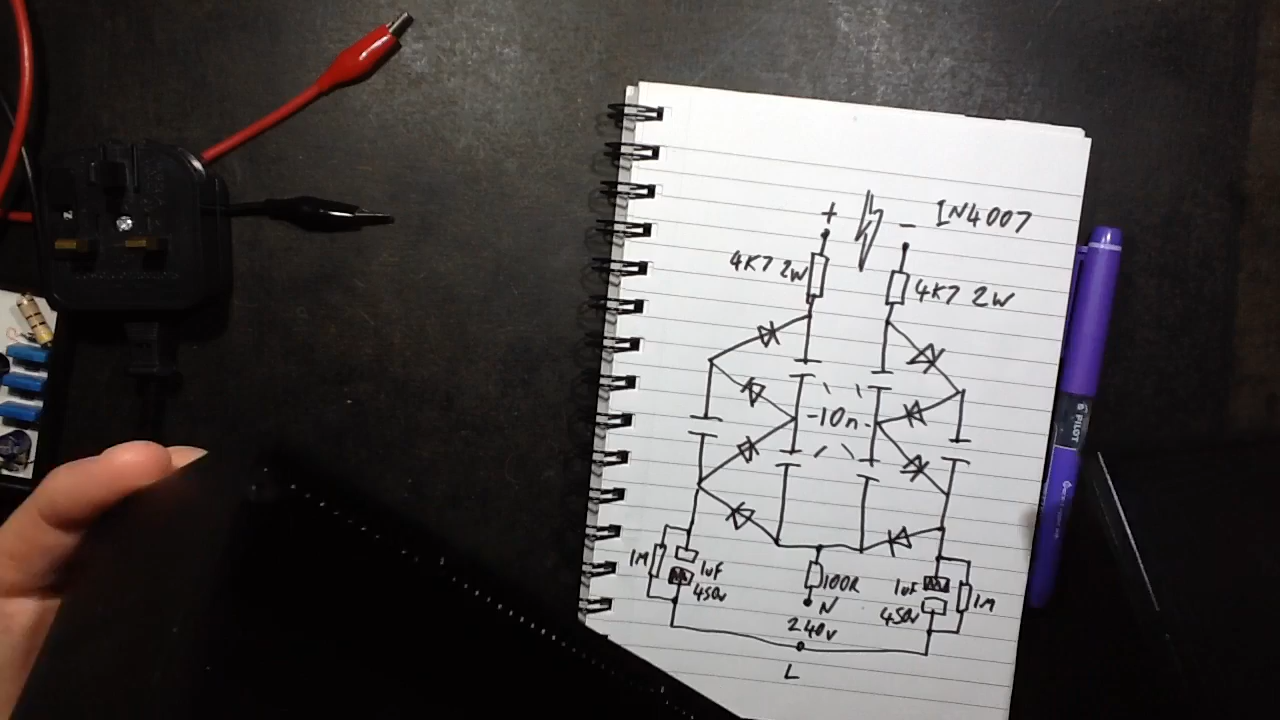 + - 1N4007
4K7 2W
4K7 2W
10n
1M 1uF
450v
100R
N
240v
L
1uF
450v
1M
PILOT